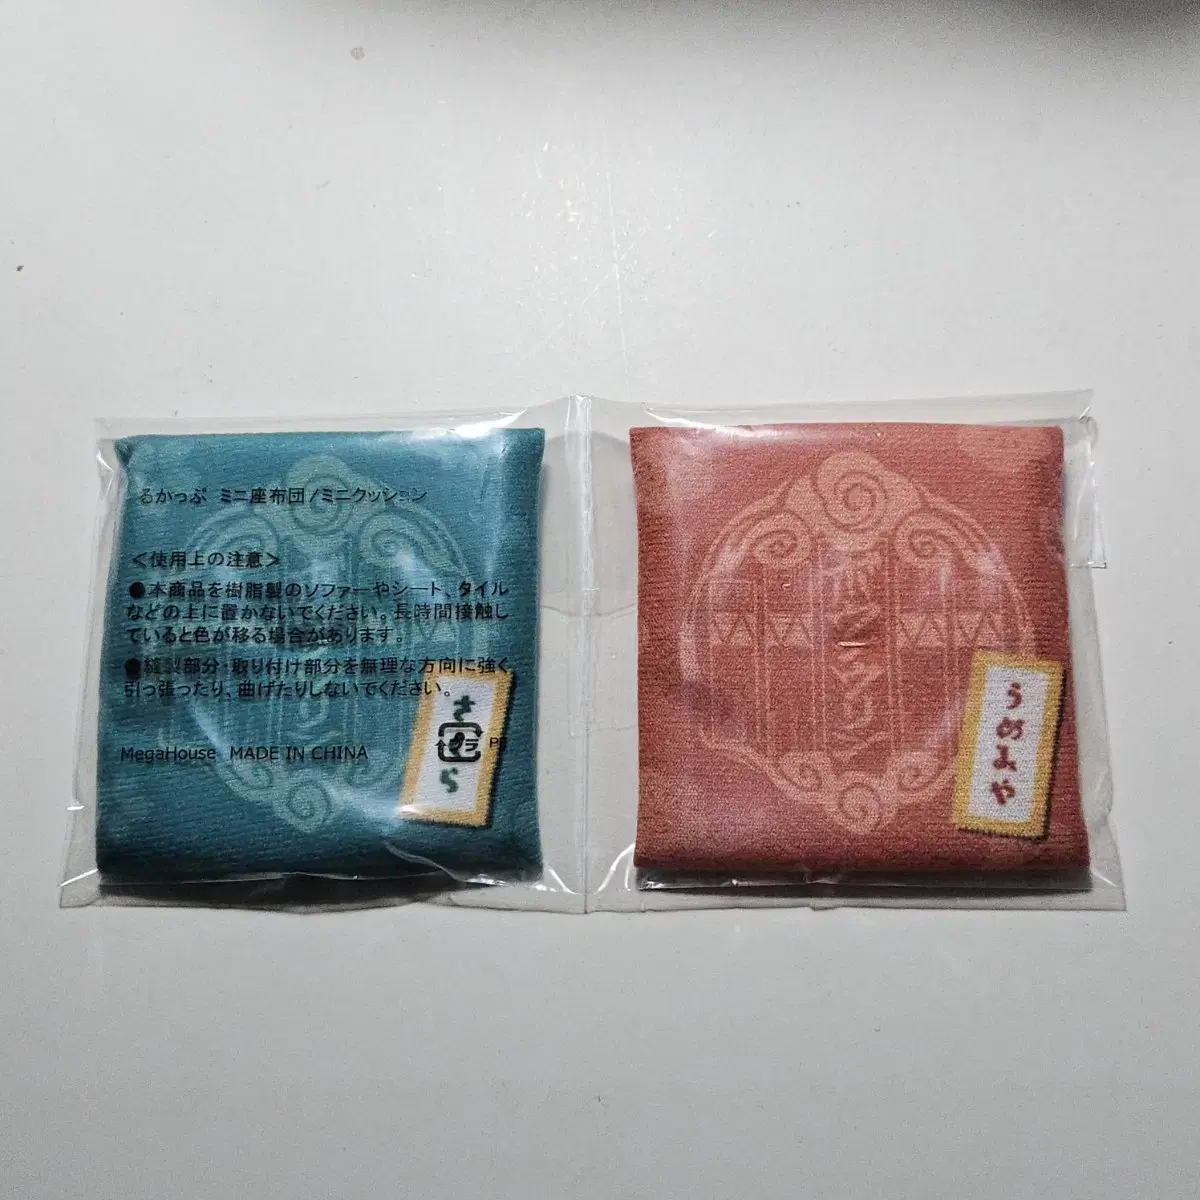 るかっぷ ミニ座布団/ミニクッション
<使用上の注意>
●本商品を樹脂製のソファーやシート、タイル
などの上に置かないでください。長時間接触し
ていると色が移る場合があります。
●縫製部分・取り付け部分を無理な方向に強く
引っ張ったり、曲げたりしないでください。
MegaHouse MADE IN CHINA
プラ
うめみや